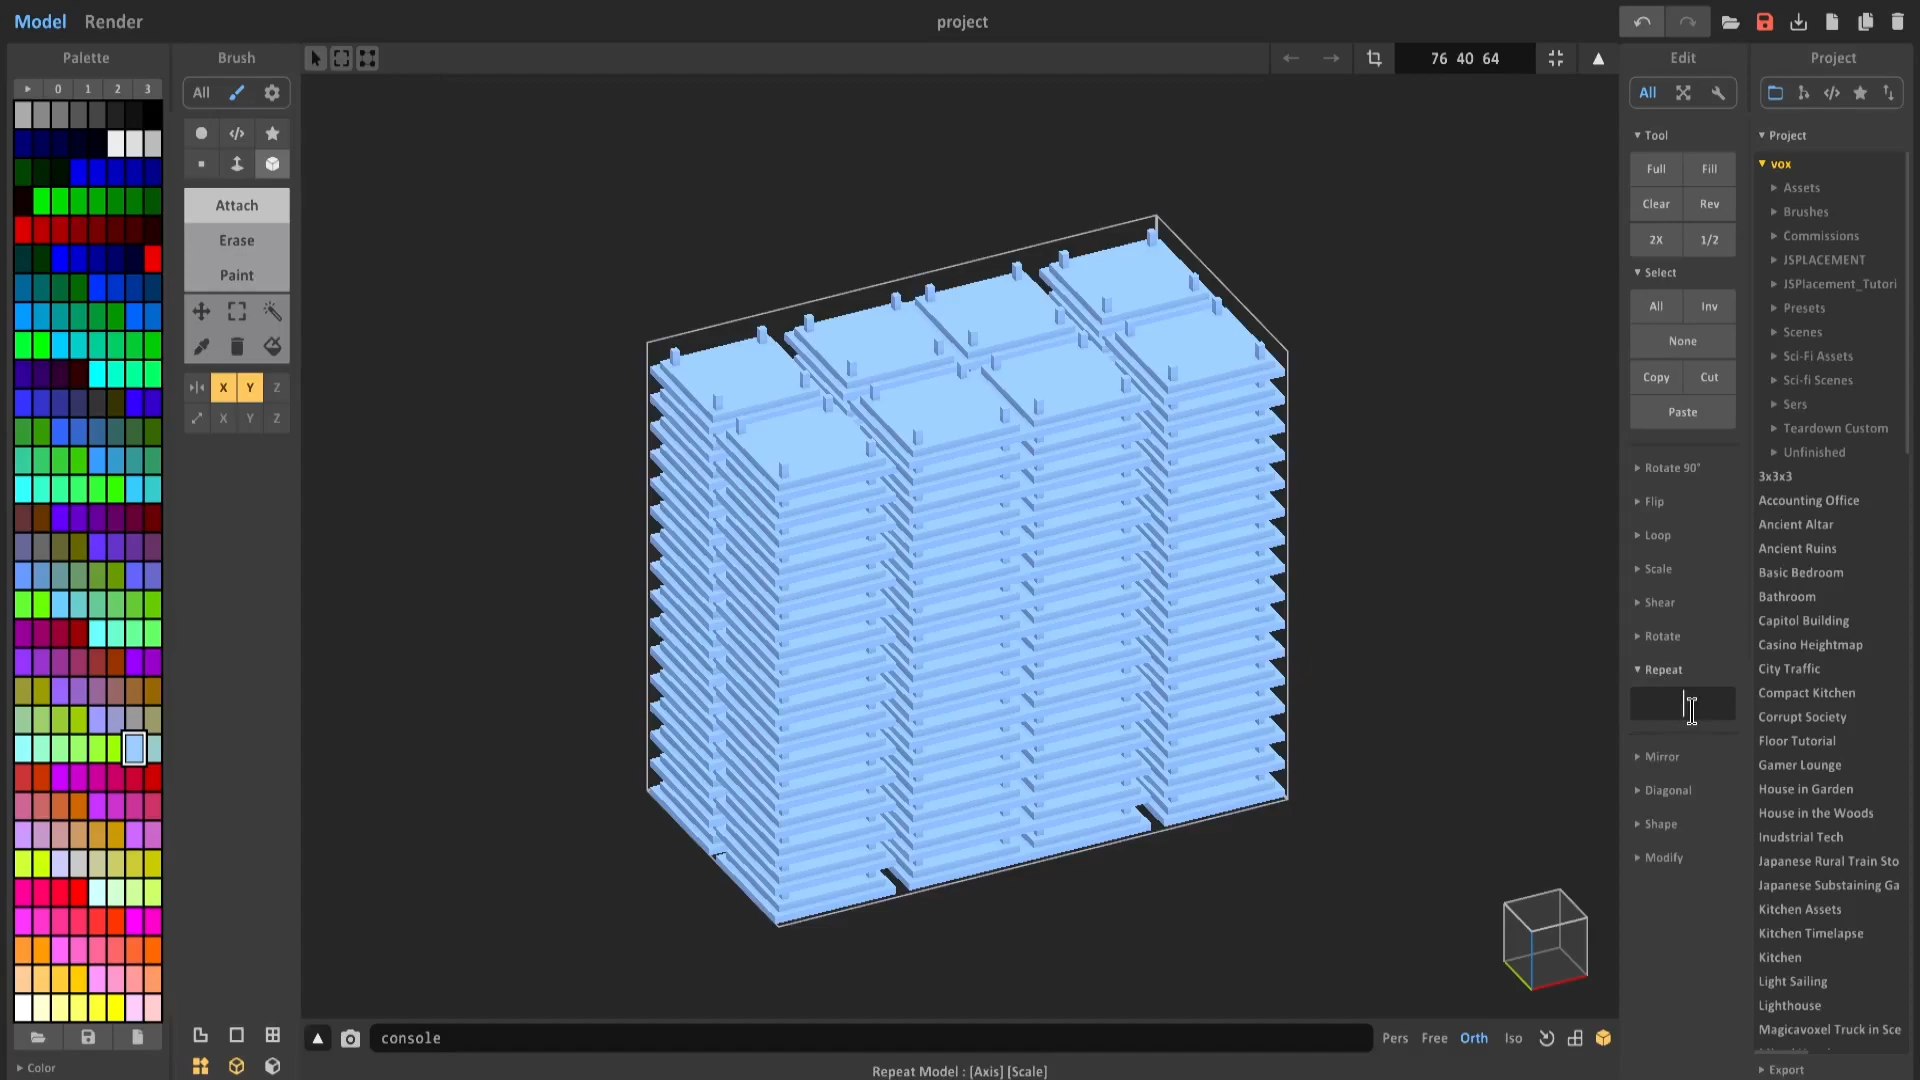 Model Render
project
Palette
Brush
76 40 64
Edit
Project
0 1 2 3
All
Attach
Erase
Paint
X Y Z
X Y Z
Color
console
Pers Free Orth Iso
Repeat Model : [Axis] [Scale]
All
Tool
Full Fill
Clear Rev
2X 1/2
Select
All Inv
None
Copy Cut
Paste
Rotate 90°
Flip
Loop
Scale
Shear
Rotate
Repeat
Mirror
Diagonal
Shape
Modify
Project
vox
Assets
Brushes
Commissions
JSPLACEMENT
JSPlacement_Tutori
Presets
Scenes
Sci-Fi Assets
Sci-fi Scenes
Sers
Teardown Custom
Unfinished
3x3x3
Accounting Office
Ancient Altar
Ancient Ruins
Basic Bedroom
Bathroom
Capitol Building
Casino Heightmap
City Traffic
Compact Kitchen
Corrupt Society
Floor Tutorial
Gamer Lounge
House in Garden
House in the Woods
Inudstrial Tech
Japanese Rural Train Sto
Japanese Substaining Ga
Kitchen Assets
Kitchen Timelapse
Kitchen
Light Sailing
Lighthouse
Magicavoxel Truck in Sce
Export